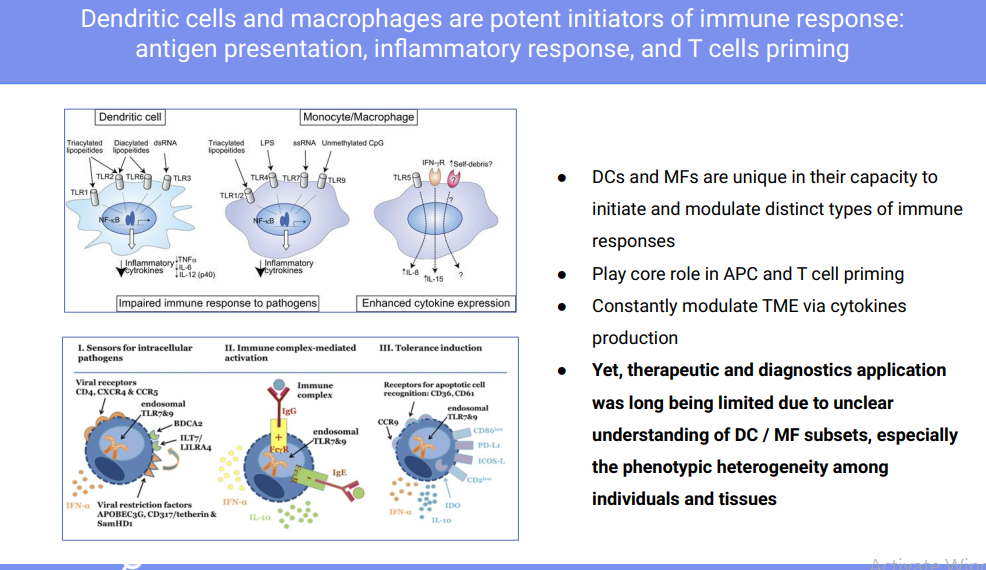 Dendritic cells and macrophages are potent initiators of immune response:
antigen presentation, inflammatory response, and T cells priming
Dendritic cell
Monocyte/Macrophage
Triacylated
lipopeitides
Diacylated
lipopeitides
dsRNA
TLR1
TLR2
TLR6
TLR3
NF-κB
Inflammatory
cytrokines
↓TNFα
↓IL-6
↓IL-12 (p40)
Triacylated
lipopeitides
LPS
ssRNA
Unmethylated CpG
TLR1/2
TLR4
TLR7
TLR9
NF-κB
Inflammatory
cytrokines
TLR5
IFN-γR
↑Self-debris?
?
?
↑IL-8
↑IL-15
?
Impaired immune response to pathogens
Enhanced cytokine expression
I. Sensors for intracellular
pathogens
Viral receptors
CD4, CXCR4 & CCR5
endosomal
TLR7&9
BDCA2
ILT7/
LILRA4
IFN-α
Viral restriction factors
APOBEC3G, CD317/tetherin &
SamHD1
II. Immune complex-mediated
activation
Immune
complex
IgG
+
FcγR
endosomal
TLR7&9
IgE
IFN-α
IL-10
III. Tolerance induction
Receptors for apoptotic cell
recognition: CD36, CD61
CCR9
endosomal
TLR7&9
CD86low
PD-L1
ICOS-L
CD2low
IFN-α
IDO
IL-10
● DCs and MFs are unique in their capacity to
initiate and modulate distinct types of immune
responses
● Play core role in APC and T cell priming
● Constantly modulate TME via cytokines
production
● Yet, therapeutic and diagnostics application
was long being limited due to unclear
understanding of DC / MF subsets, especially
the phenotypic heterogeneity among
individuals and tissues